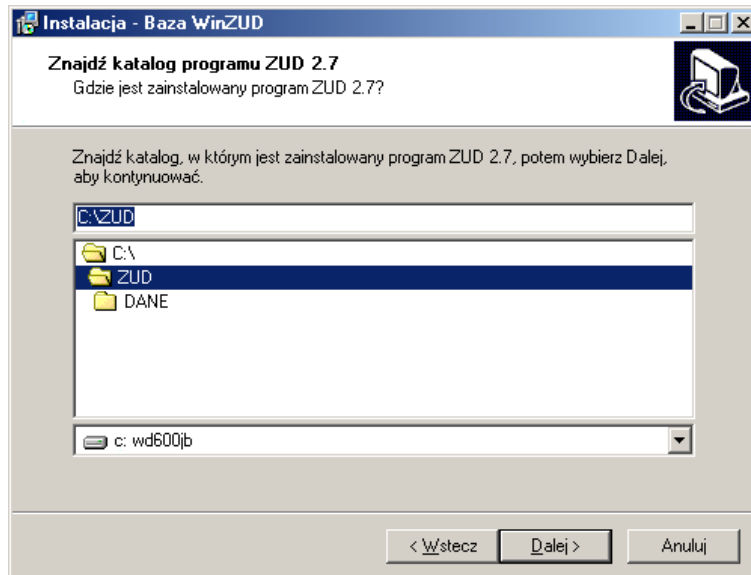 Instalacja - Baza WinZUD
Znajdź katalog programu ZUD 2.7
Gdzie jest zainstalowany program ZUD 2.7?
Znajdź katalog, w którym jest zainstalowany program ZUD 2.7, potem wybierz Dalej,
aby kontynuować.
C:\ZUD
C:\
ZUD
DANE
c: wd600jb
< Wstecz
Dalej >
Anuluj